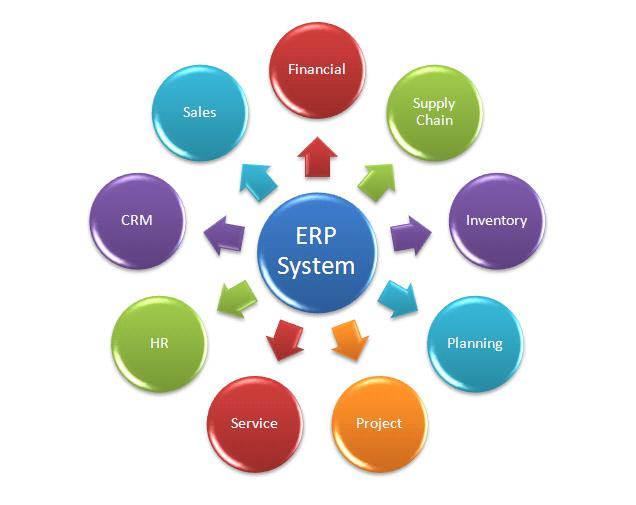 Financial
Supply
Chain
Inventory
Planning
Project
Service
HR
CRM
Sales
ERP
System